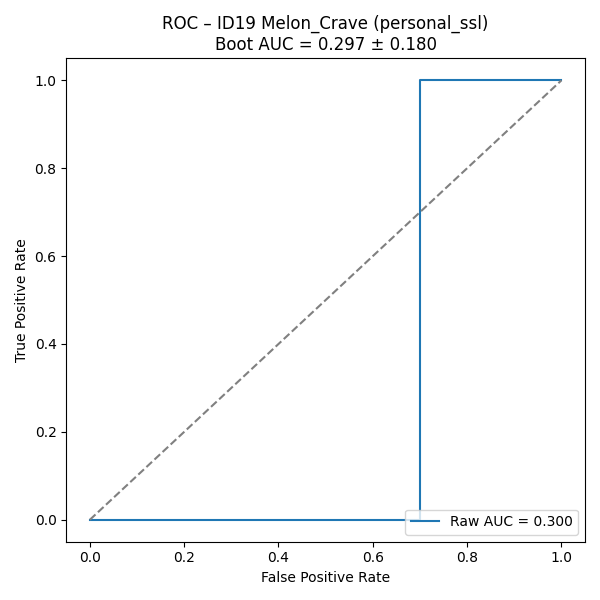 ROC – ID19 Melon_Crave (personal_ssl)
Boot AUC = 0.297 ± 0.180
True Positive Rate
1.0
0.8
0.6
0.4
0.2
0.0
Raw AUC = 0.300
0.0 0.2 0.4 0.6 0.8 1.0
False Positive Rate